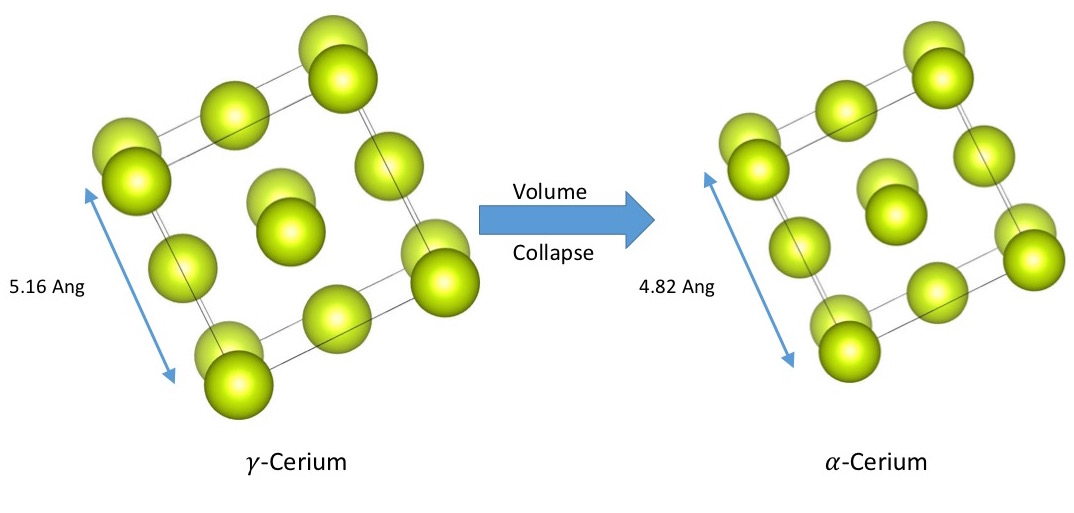 Volume
Collapse
5.16 Ang
4.82 Ang
γ-Cerium
α-Cerium